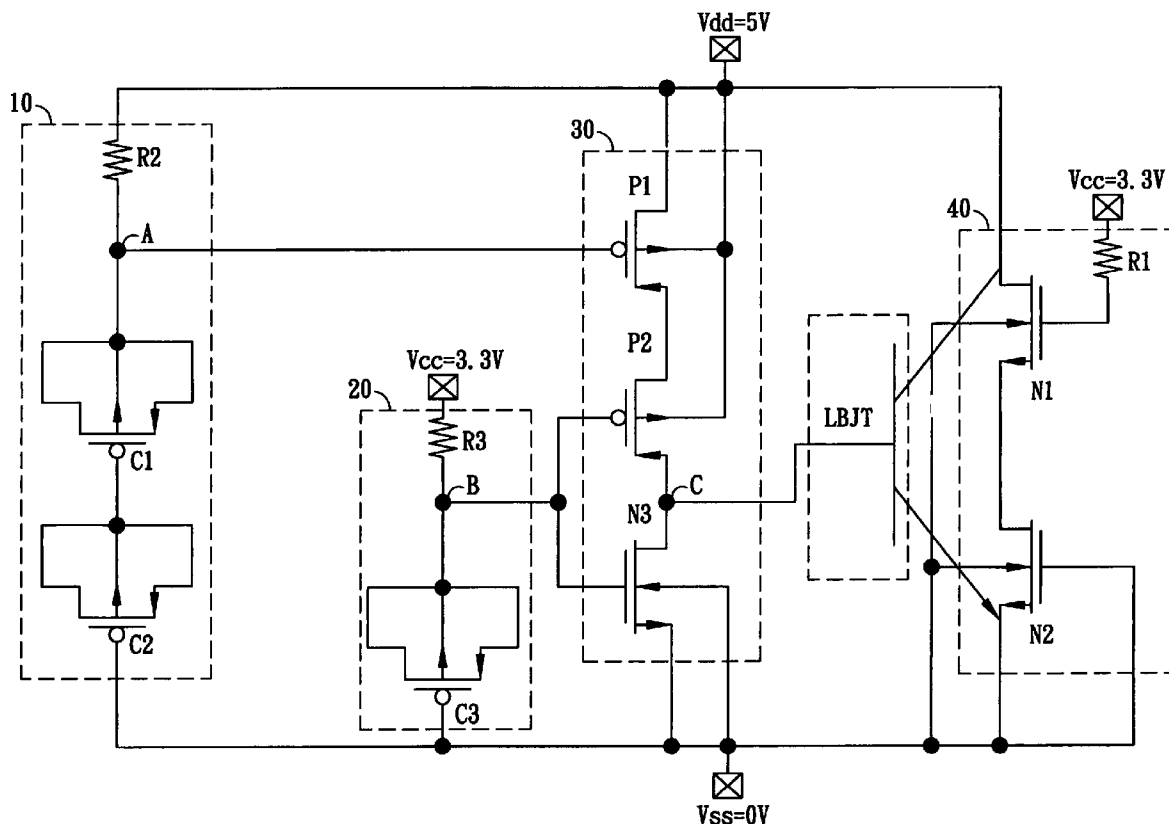 Vdd=5V
10
R2
30
P1
Vcc=3. 3V
40
A
R1
P2
Vcc=3. 3V
20
LBJT
N1
C1
R3
B
C
N3
C2
C3
N2
Vss=0V